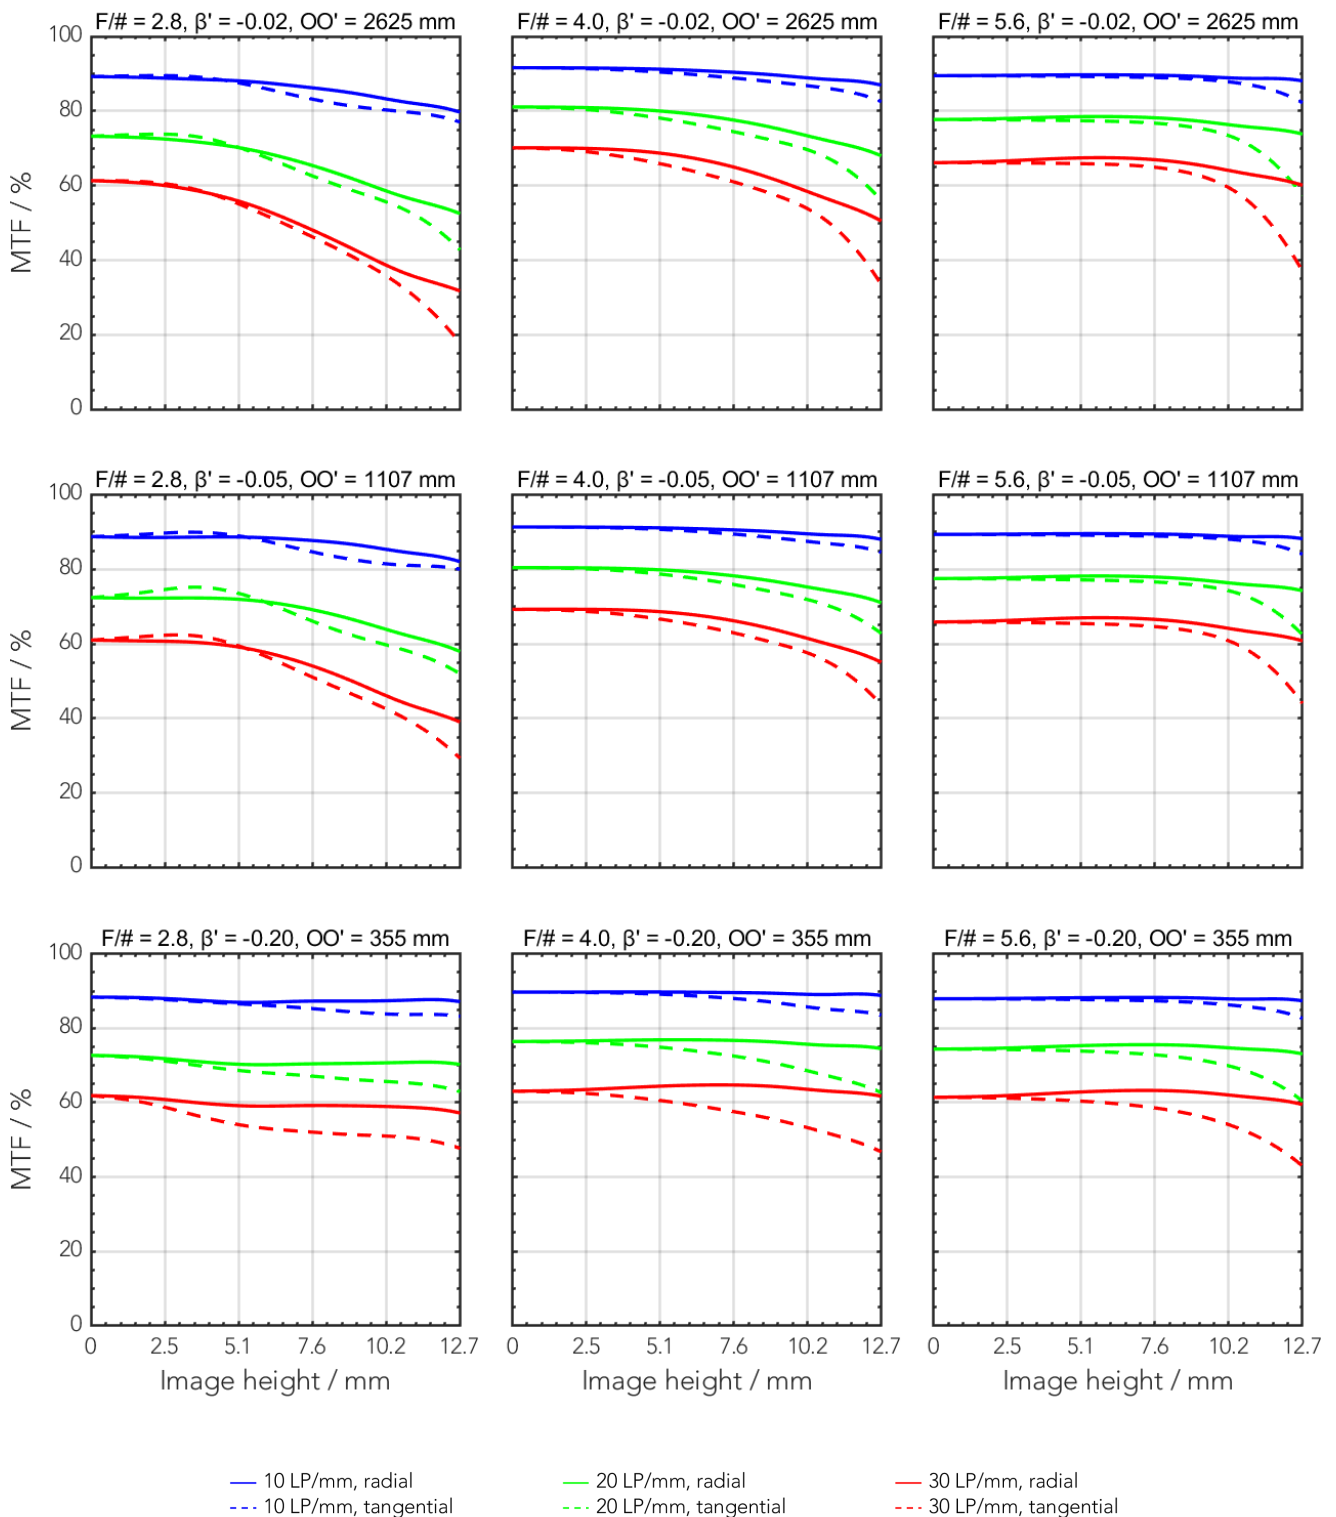 F/# = 2.8, β' = -0.02, OO' = 2625 mm
F/# = 4.0, β' = -0.02, OO' = 2625 mm
F/# = 5.6, β' = -0.02, OO' = 2625 mm
100
80
60
40
20
0
MTF / %
F/# = 2.8, β' = -0.05, OO' = 1107 mm
F/# = 4.0, β' = -0.05, OO' = 1107 mm
F/# = 5.6, β' = -0.05, OO' = 1107 mm
100
80
60
40
20
0
MTF / %
F/# = 2.8, β' = -0.20, OO' = 355 mm
F/# = 4.0, β' = -0.20, OO' = 355 mm
F/# = 5.6, β' = -0.20, OO' = 355 mm
100
80
60
40
20
0
MTF / %
0 2.5 5.1 7.6 10.2 12.7
0 2.5 5.1 7.6 10.2 12.7
0 2.5 5.1 7.6 10.2 12.7
Image height / mm
Image height / mm
Image height / mm
10 LP/mm, radial
10 LP/mm, tangential
20 LP/mm, radial
20 LP/mm, tangential
30 LP/mm, radial
30 LP/mm, tangential